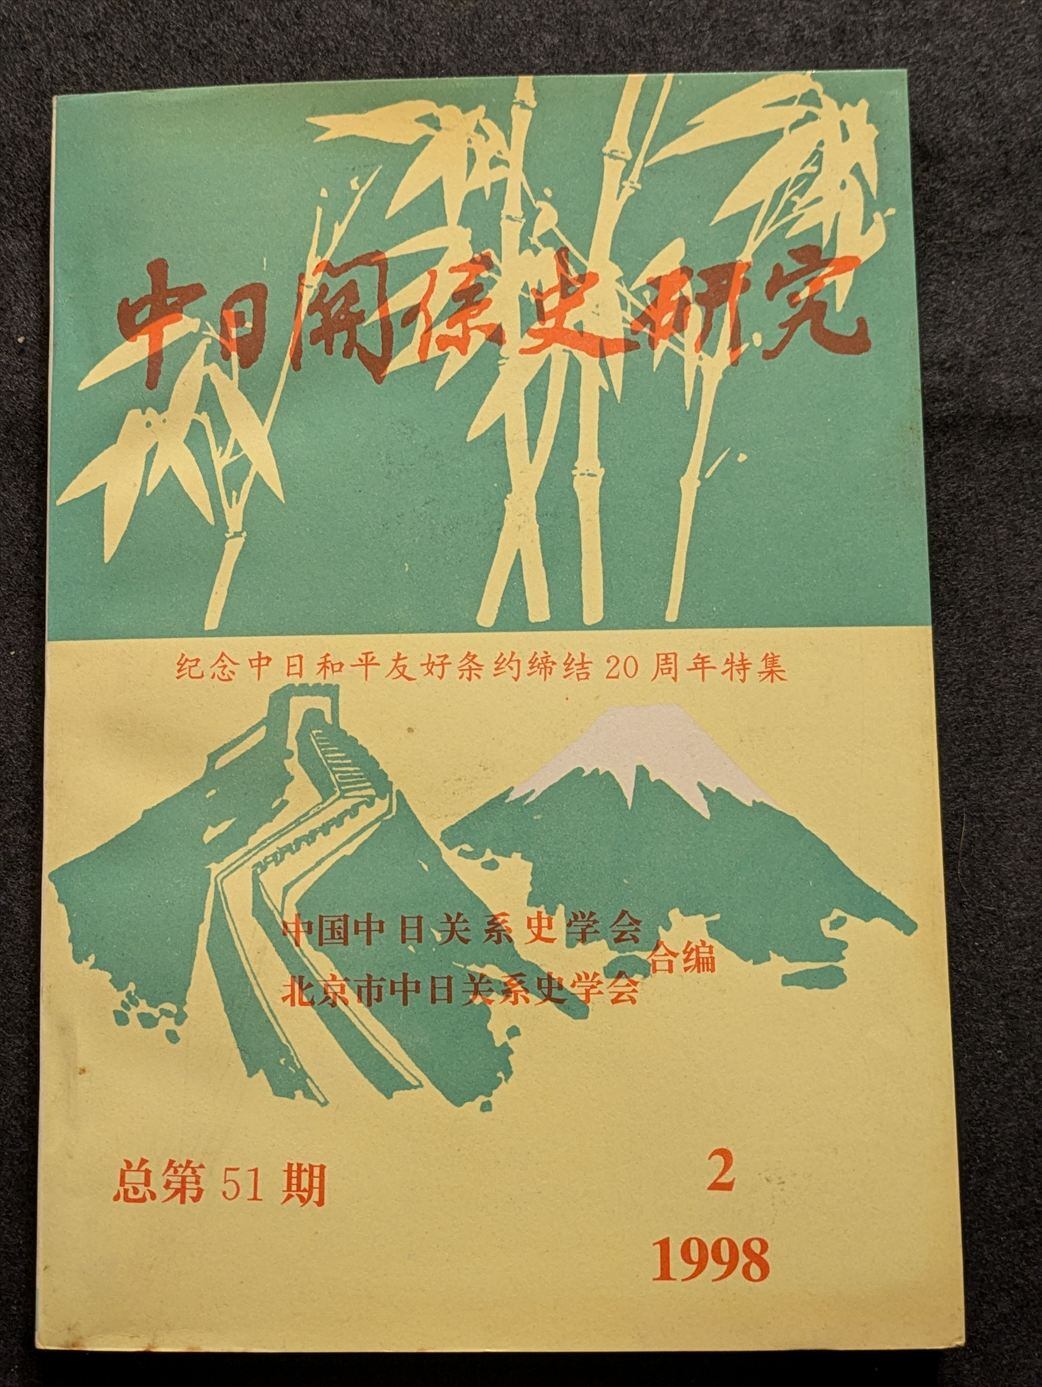 中日関係史研究
纪念中日和平友好条约缔结20周年特集
中国中日关系史学会
北京市中日关系史学会
合编
总第51期
2
1998